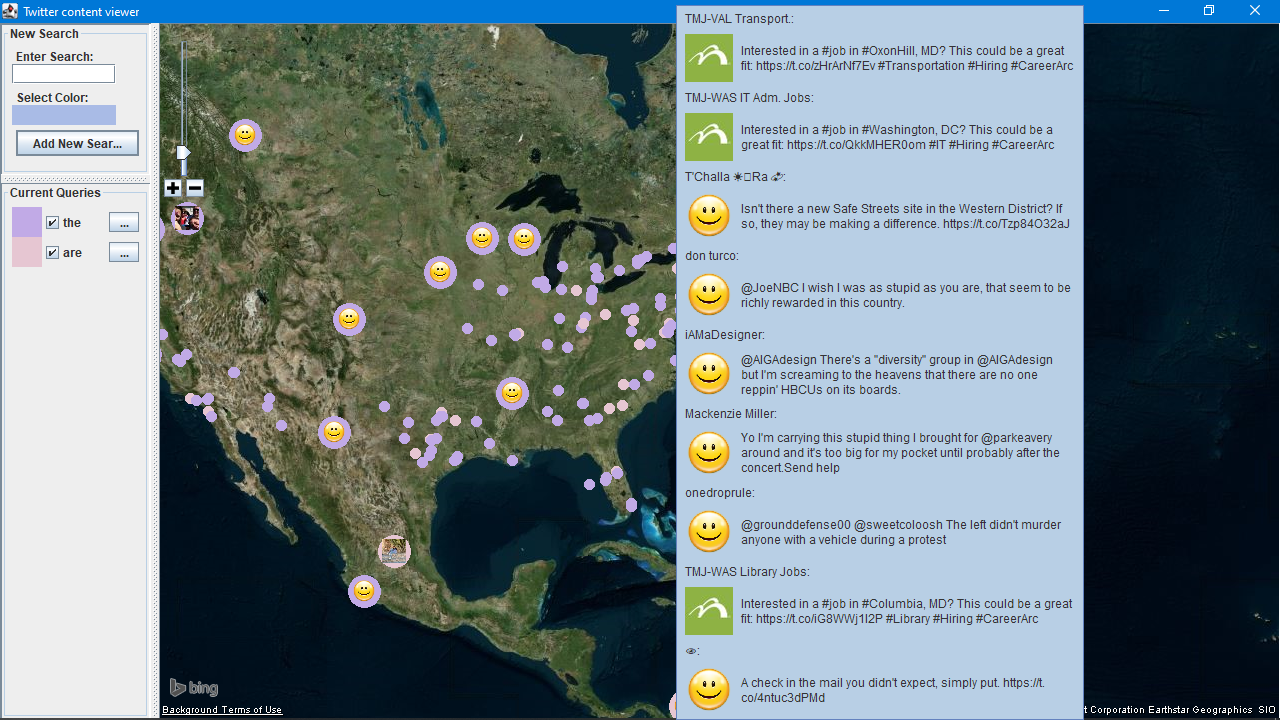 Twitter content viewer
New Search
Enter Search:
Select Color:
Add New Sear...
Current Queries
the
...
are
...
bing
Background Terms of Use
TMJ-VAL Transport.:
Interested in a #job in #OxonHill, MD? This could be a great
fit: https://t.co/zHrArNf7Ev #Transportation #Hiring #CareerArc
TMJ-WAS IT Adm. Jobs:
Interested in a #job in #Washington, DC? This could be a
great fit: https://t.co/QkkMHER0om #IT #Hiring #CareerArc
T'Challa ☀Ra :
Isn't there a new Safe Streets site in the Western District? If
so, they may be making a difference. https://t.co/Tzp84O32aJ
don turco:
@JoeNBC I wish I was as stupid as you are, that seem to be
richly rewarded in this country.
iAMaDesigner:
@AIGAdesign There's a "diversity" group in @AIGAdesign
but I'm screaming to the heavens that there are no one
reppin' HBCUs on its boards.
Mackenzie Miller:
Yo I'm carrying this stupid thing I brought for @parkeavery
around and it's too big for my pocket until probably after the
concert.Send help
onedroprule:
@grounddefense00 @sweetcoloosh The left didn't murder
anyone with a vehicle during a protest
TMJ-WAS Library Jobs:
Interested in a #job in #Columbia, MD? This could be a great
fit: https://t.co/iG8WWj1I2P #Library #Hiring #CareerArc
👁:
A check in the mail you didn't expect, simply put. https://t.
co/4ntuc3dPMd
t Corporation Earthstar Geographics SIO